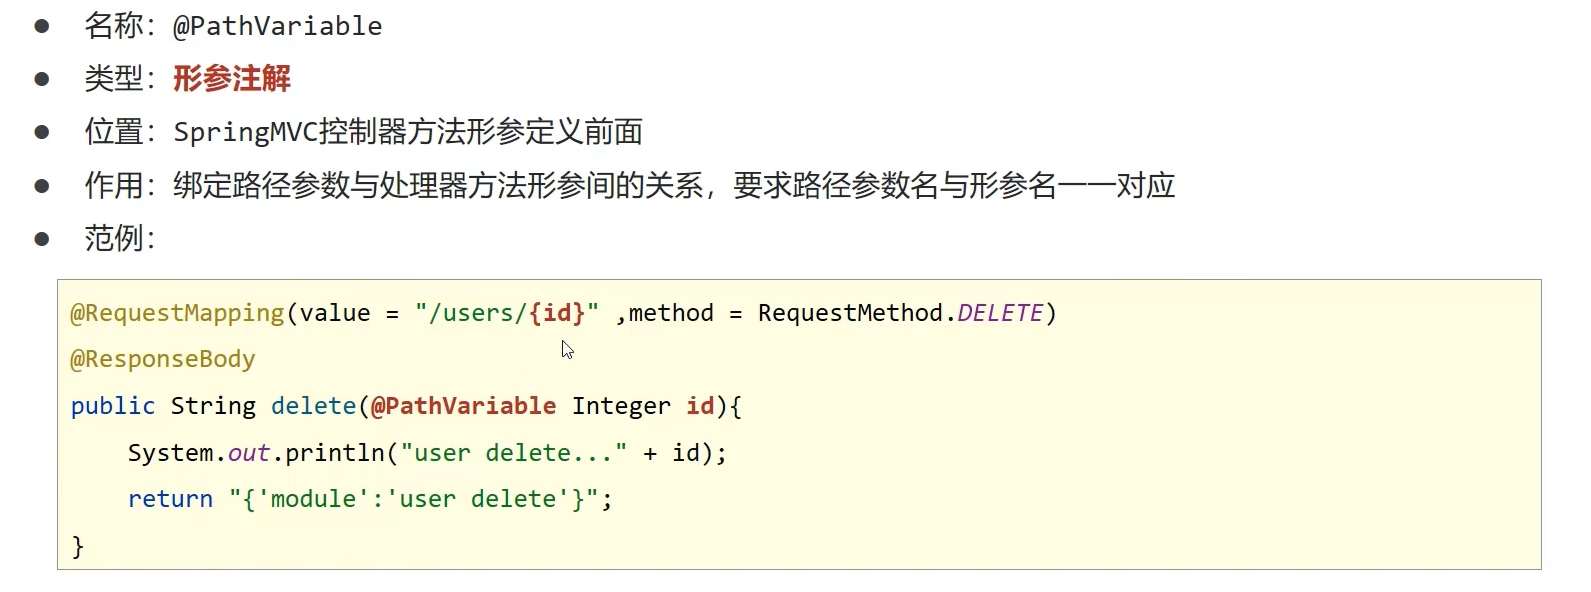 ● 名称：@PathVariable
● 类型：形参注解
● 位置：SpringMVC控制器方法形参定义前面
● 作用：绑定路径参数与处理器方法形参间的关系，要求路径参数名与形参名一一对应
● 范例：
@RequestMapping(value = "/users/{id}" ,method = RequestMethod.DELETE)
@ResponseBody
public String delete(@PathVariable Integer id){
    System.out.println("user delete..." + id);
    return "{'module':'user delete'}";
}